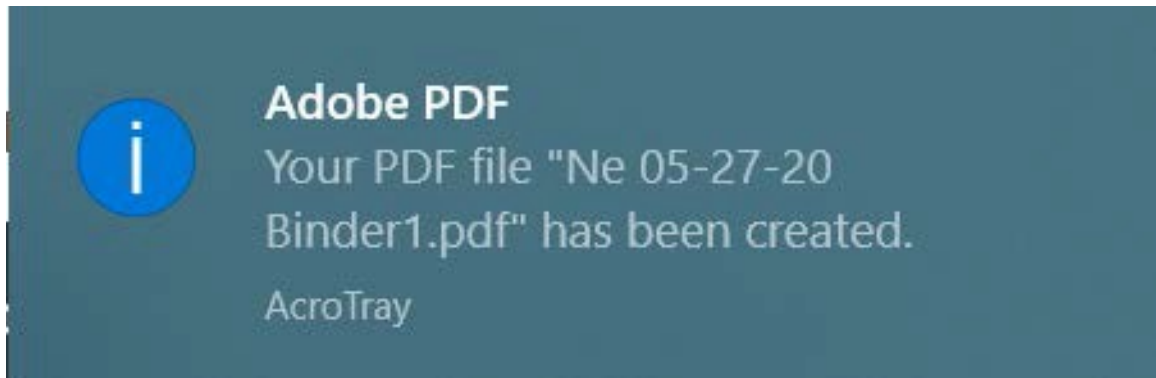 Adobe PDF
Your PDF file "Ne 05-27-20
Binder1.pdf" has been created.
AcroTray